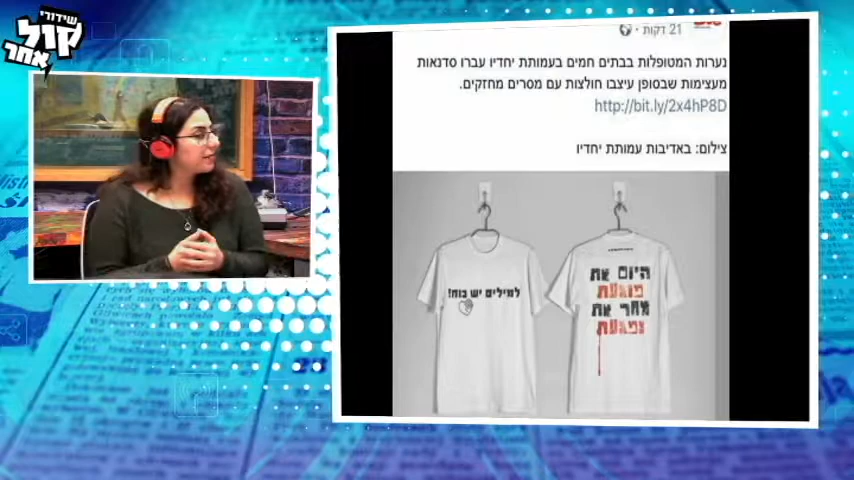 שידורי
קול
אחר
21 דקות
נערות המטופלות בבתים חמים בעמותת יחדיו עברו סדנאות
מעצימות שבסופן עיצבו חולצות עם מסרים מחזקים.
http://bit.ly/2x4hP8D
צילום: באדיבות עמותת יחדיו
למילים יש כוח!
היום את
פוגעת
מחר את
נפגעת